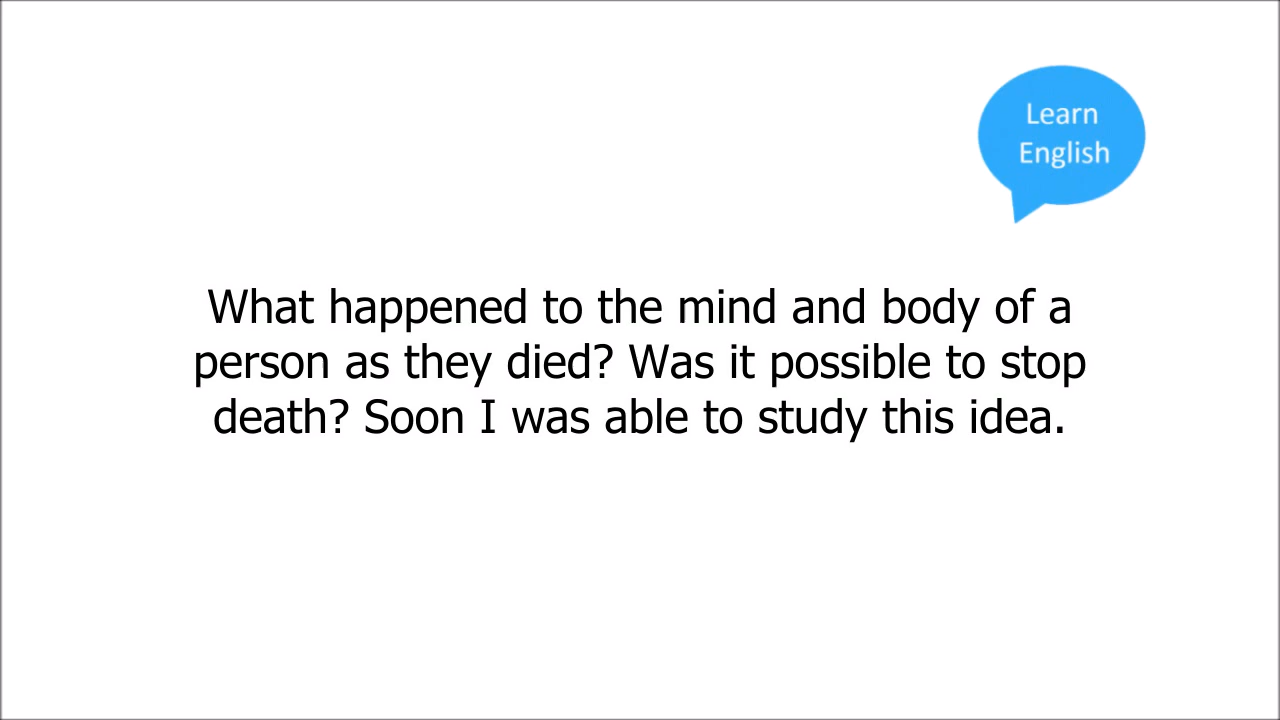 Learn
English
What happened to the mind and body of a
person as they died? Was it possible to stop
death? Soon I was able to study this idea.